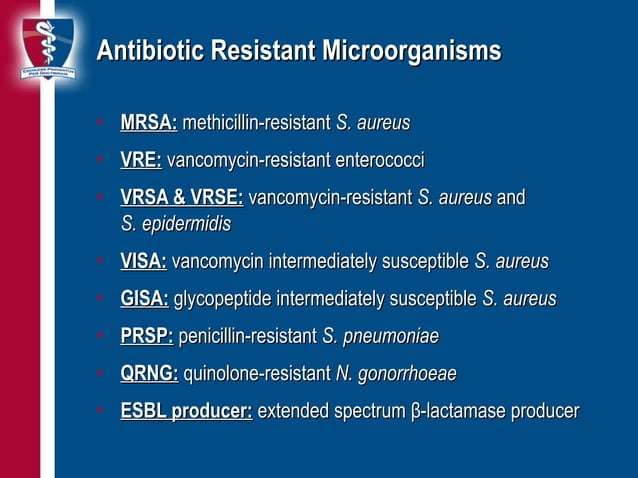 Antibiotic Resistant Microorganisms
• MRSA: methicillin-resistant S. aureus
• VRE: vancomycin-resistant enterococci
• VRSA & VRSE: vancomycin-resistant S. aureus and
S. epidermidis
• VISA: vancomycin intermediately susceptible S. aureus
• GISA: glycopeptide intermediately susceptible S. aureus
• PRSP: penicillin-resistant S. pneumoniae
• QRNG: quinolone-resistant N. gonorrhoeae
• ESBL producer: extended spectrum β-lactamase producer